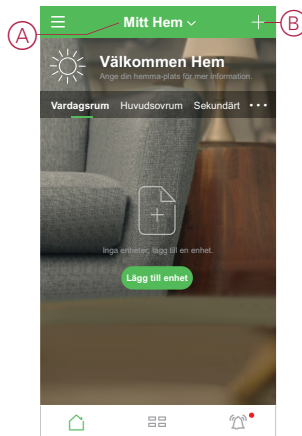 Mitt Hem
A
B
Välkommen Hem
Ange din hemma-plats för mer information.
Vardagsrum Huvudsovrum Sekundärt
Inga enheter, lägg till en enhet.
Lägg till enhet